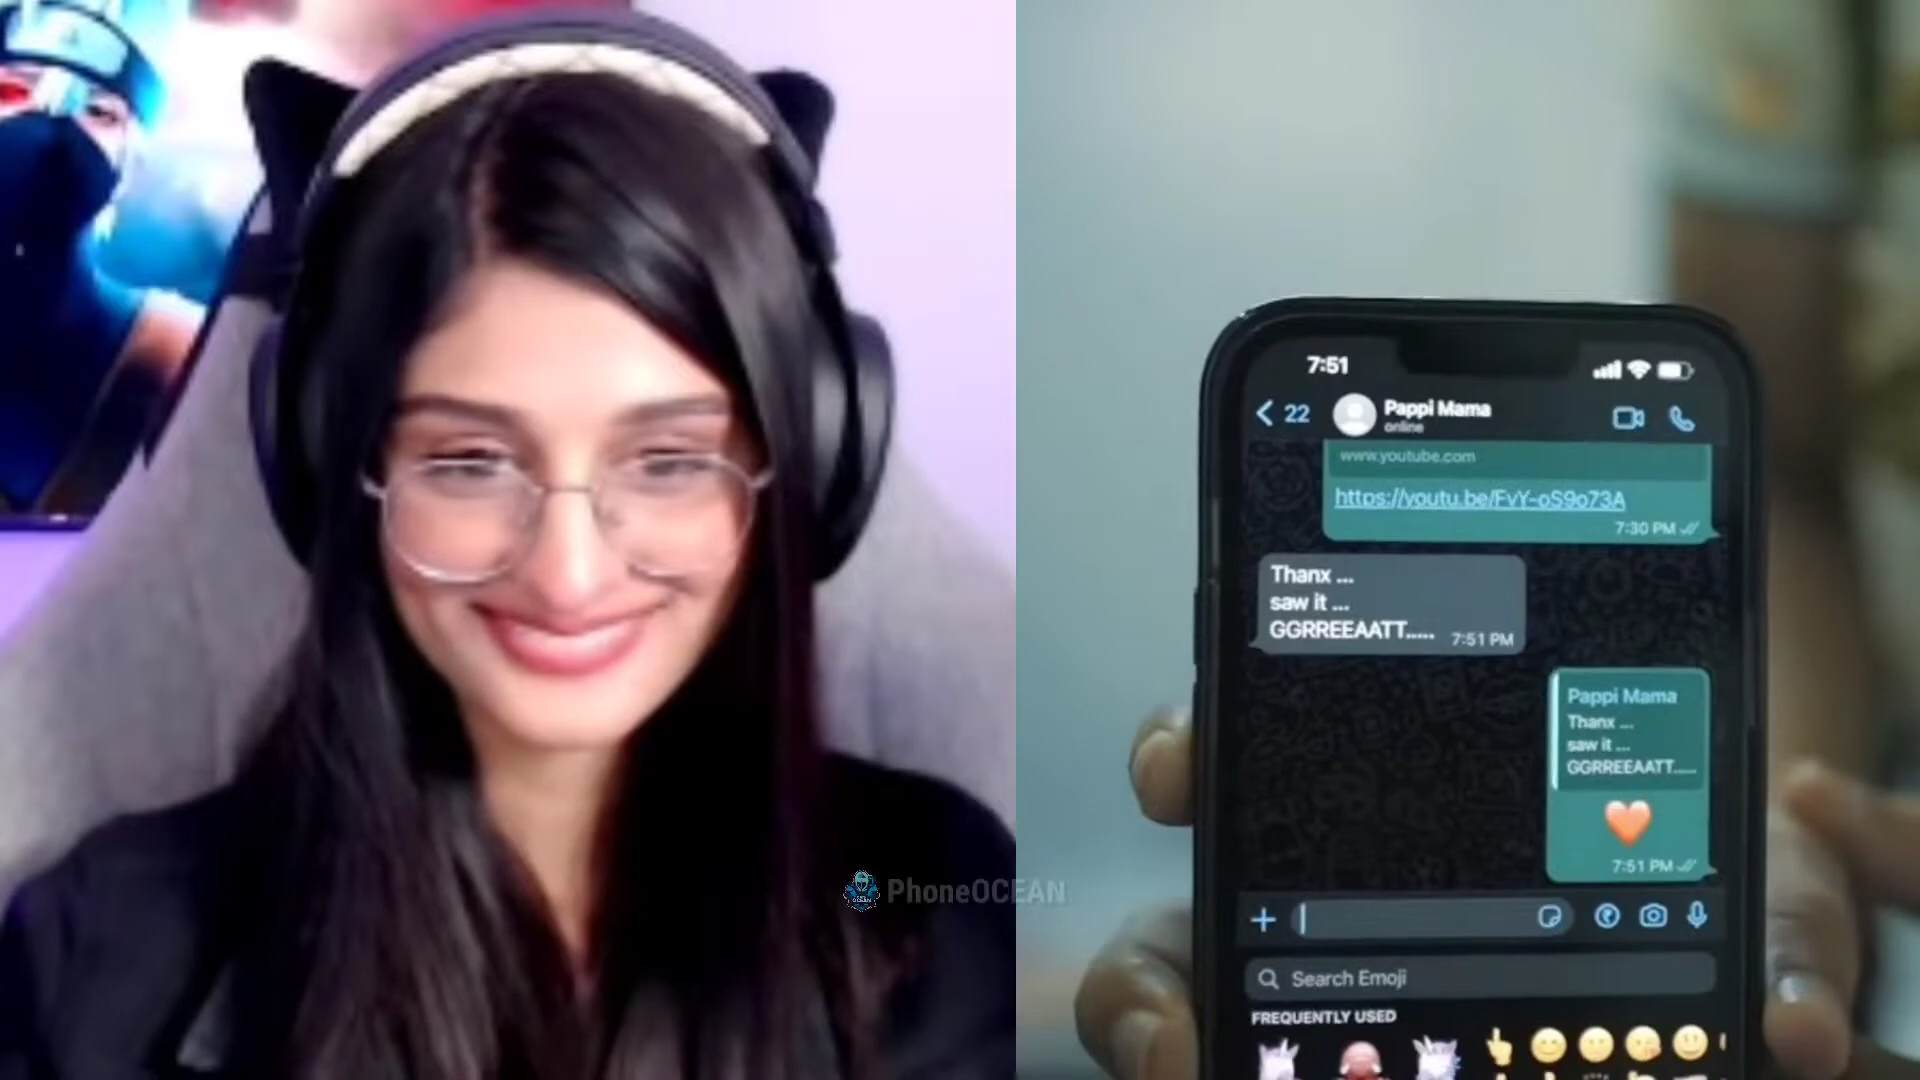 7:51
22
Pappi Mama
online
www.youtube.com
https://youtu.be/FvY-oS9o73A
7:30 PM
Thanx ...
saw it ...
GGRREEAATT.....
7:51 PM
Pappi Mama
Thanx ...
saw it ...
GGRREEAATT.....
7:51 PM
PhoneOCEAN
Search Emoji
FREQUENTLY USED